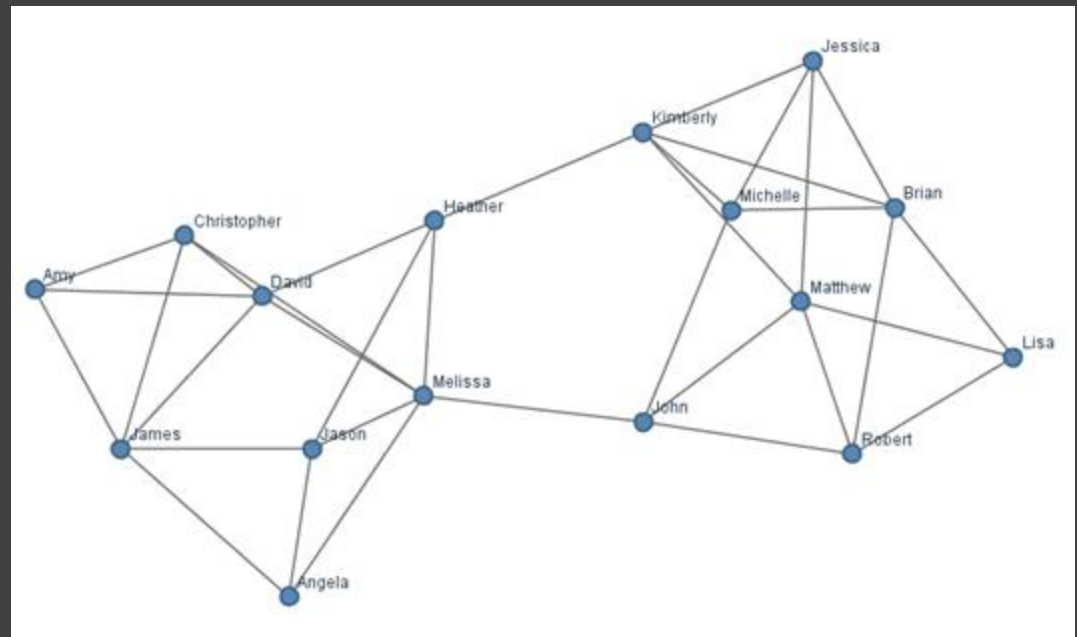 Jessica
Kimberly
Michelle
Brian
Heather
Christopher
Amy
David
Matthew
Lisa
Melissa
John
James
Jason
Robert
Angela